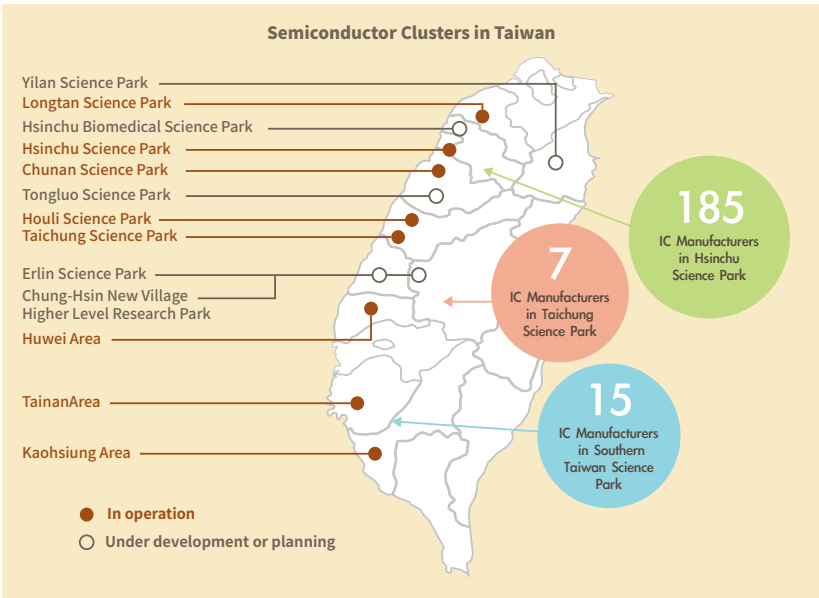 Semiconductor Clusters in Taiwan
Yilan Science Park
Longtan Science Park
Hsinchu Biomedical Science Park
Hsinchu Science Park
Chunan Science Park
Tongluo Science Park
Houli Science Park
Taichung Science Park
Erlin Science Park
Chung-Hsin New Village
Higher Level Research Park
Huwei Area
TainanArea
Kaohsiung Area
185
IC Manufacturers
in Hsinchu
Science Park
7
IC Manufacturers
in Taichung
Science Park
15
IC Manufacturers
in Southern
Taiwan Science
Park
In operation
Under development or planning